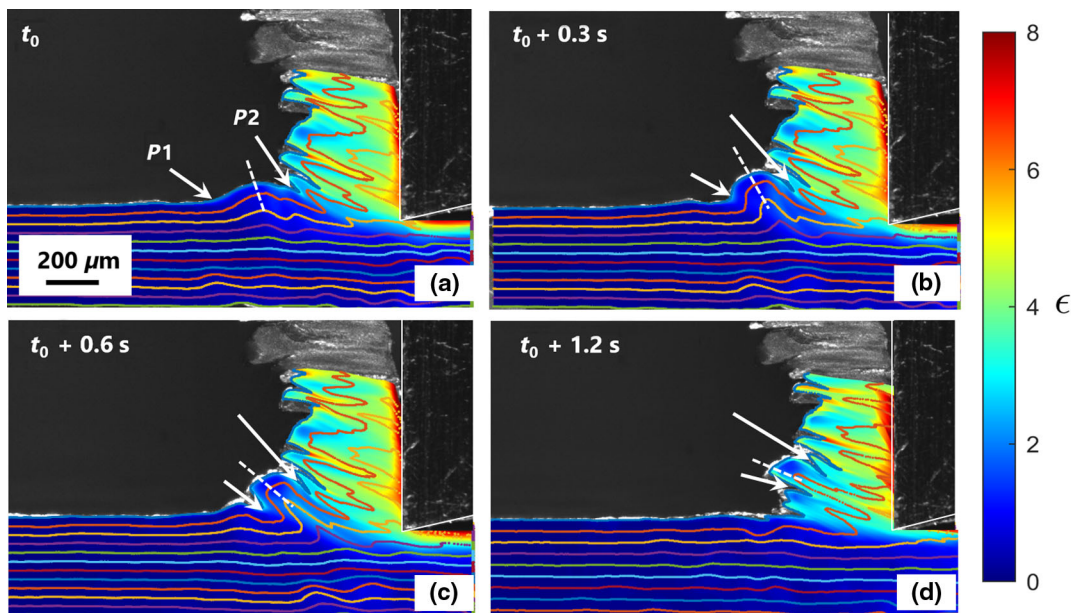 t₀
P1
P2
200 μm
(a)
t₀ + 0.3 s
(b)
t₀ + 0.6 s
(c)
t₀ + 1.2 s
(d)
8
6
4
2
0
ϵ